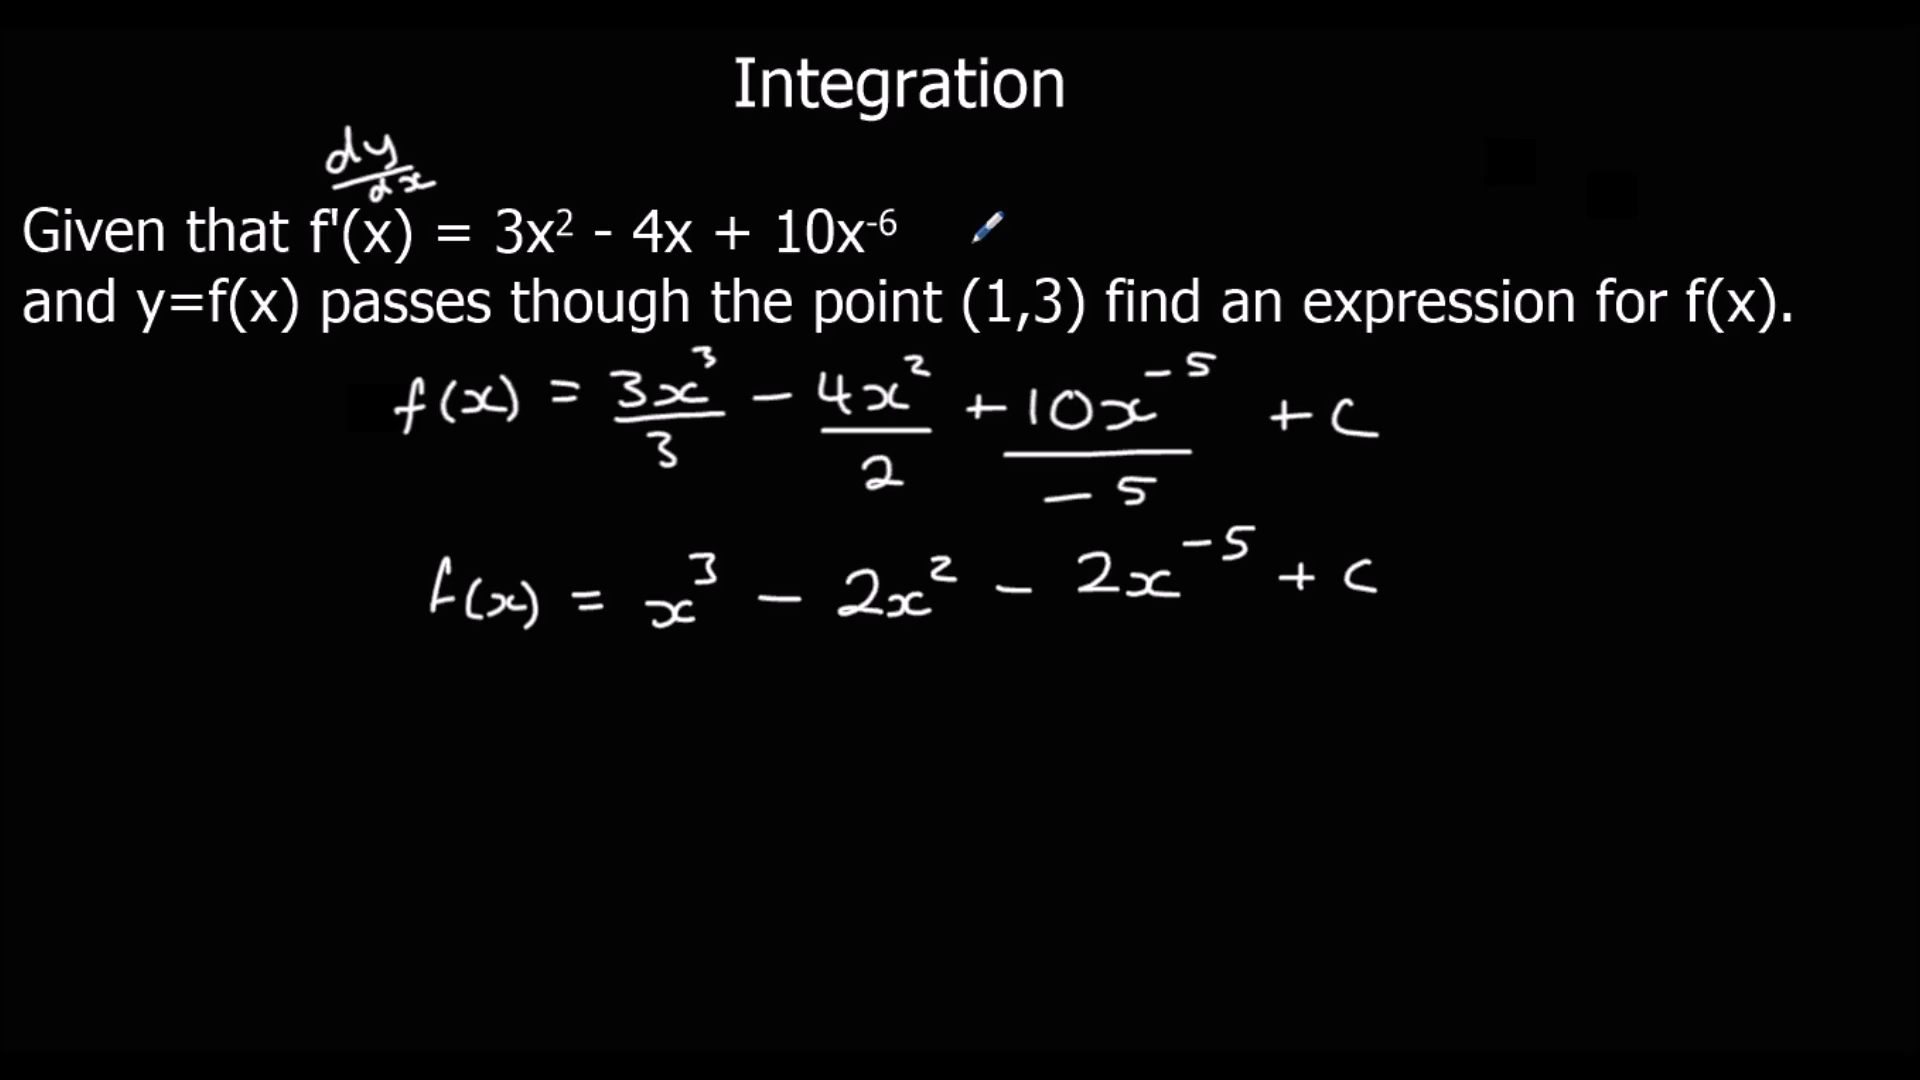 Integration
dy/dx
Given that f'(x) = 3x² - 4x + 10x⁻⁶
and y=f(x) passes though the point (1,3) find an expression for f(x).
f(x) = 3x³/3 − 4x²/2 + 10x⁻⁵/−5 + c
f(x) = x³ − 2x² − 2x⁻⁵ + c